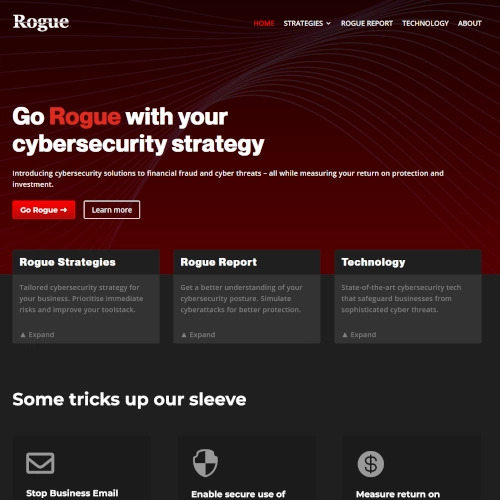 Rogue
HOME STRATEGIES ROGUE REPORT TECHNOLOGY ABOUT
Go Rogue with your
cybersecurity strategy
Introducing cybersecurity solutions to financial fraud and cyber threats – all while measuring your return on protection and
investment.
Go Rogue → Learn more
Rogue Strategies
Tailored cybersecurity strategy for
your business. Prioritise immediate
risks and improve your toolstack.
▲ Expand
Rogue Report
Get a better understanding of your
cybersecurity posture. Simulate
cyberattacks for better protection.
▲ Expand
Technology
State-of-the-art cybersecurity tech
that safeguard businesses from
sophisticated cyber threats.
▲ Expand
Some tricks up our sleeve
Stop Business Email
Enable secure use of
Measure return on